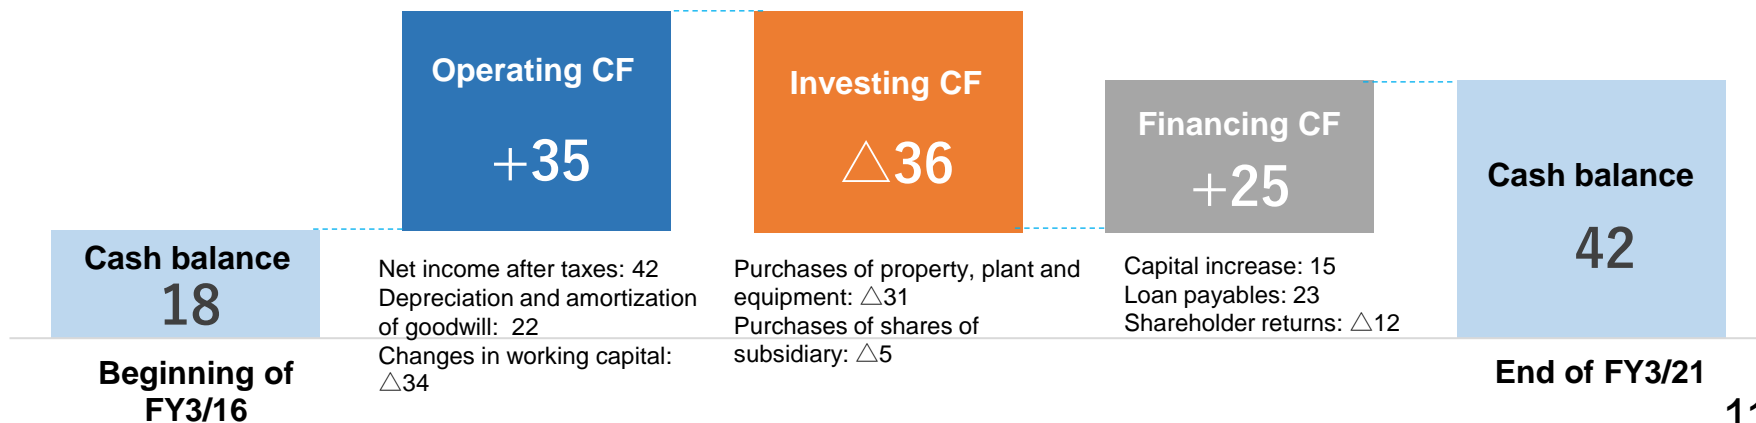 Cash balance
18
Beginning of
FY3/16
Operating CF
+35
Net income after taxes: 42
Depreciation and amortization
of goodwill:  22
Changes in working capital:
△34
Investing CF
△36
Purchases of property, plant and
equipment: △31
Purchases of shares of
subsidiary: △5
Financing CF
+25
Capital increase: 15
Loan payables: 23
Shareholder returns: △12
Cash balance
42
End of FY3/21
11